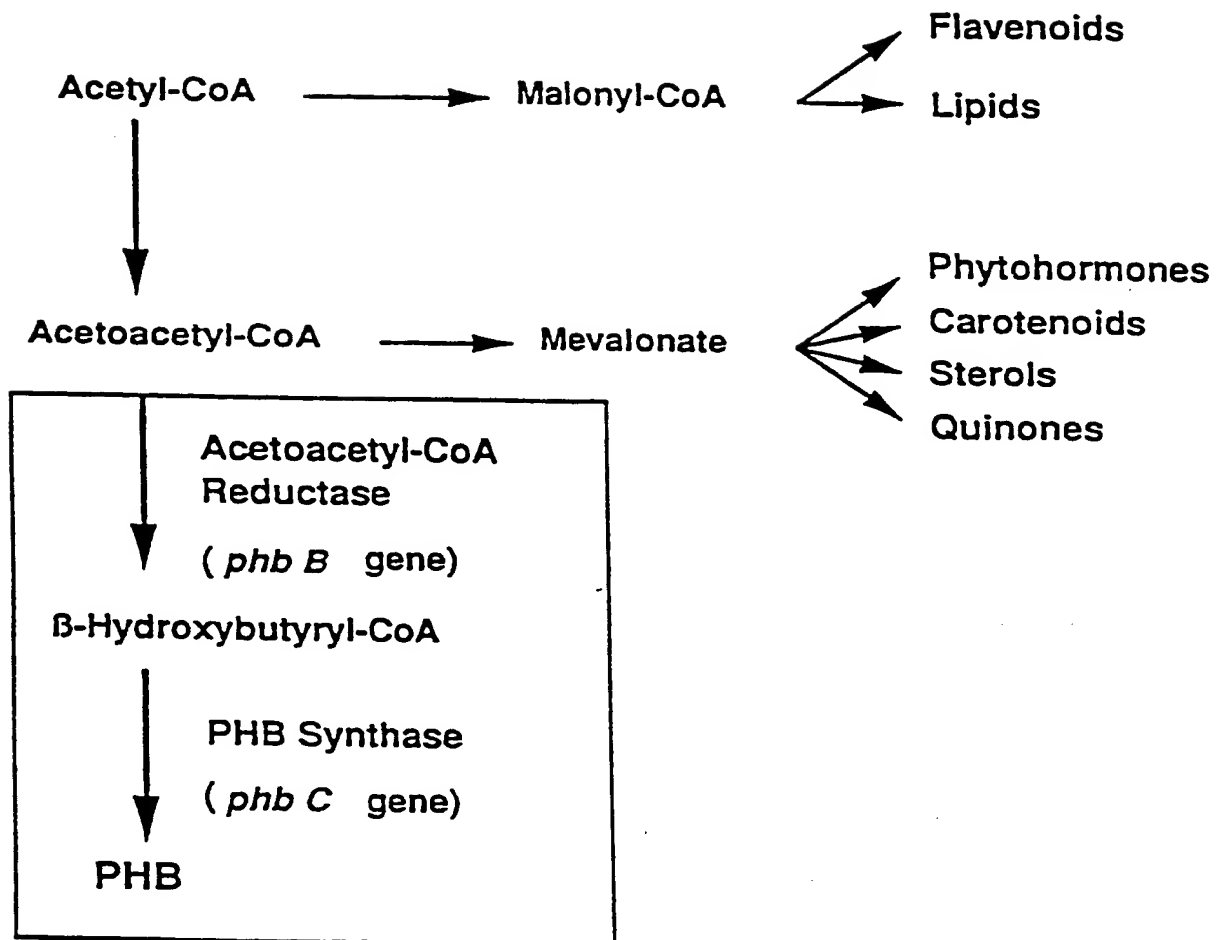 Flavenoids
Acetyl-CoA
Malonyl-CoA
Lipids
Phytohormones
Acetoacetyl-CoA
Mevalonate
Carotenoids
Sterols
Quinones
Acetoacetyl-CoA
Reductase
( phb B gene)
ß-Hydroxybutyryl-CoA
PHB Synthase
( phb C gene)
PHB